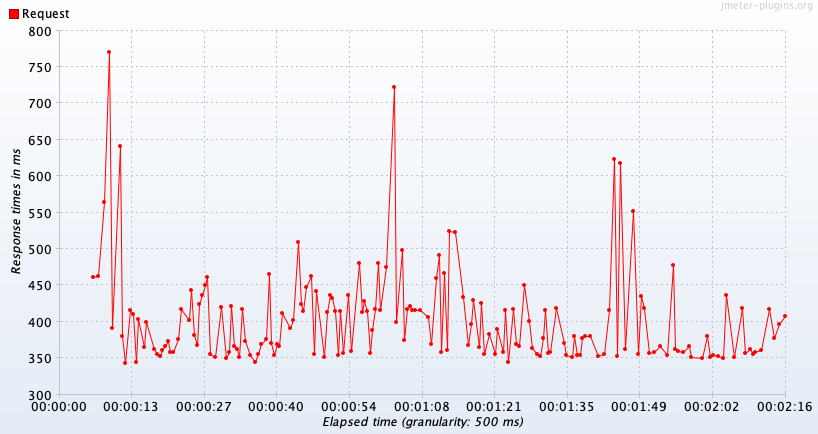 jmeter-plugins.org
Request
800
750
700
650
600
550
500
450
400
350
300
Response times in ms
00:00:00 00:00:13 00:00:27 00:00:40 00:00:54 00:01:08 00:01:21 00:01:35 00:01:49 00:02:02 00:02:16
Elapsed time (granularity: 500 ms)